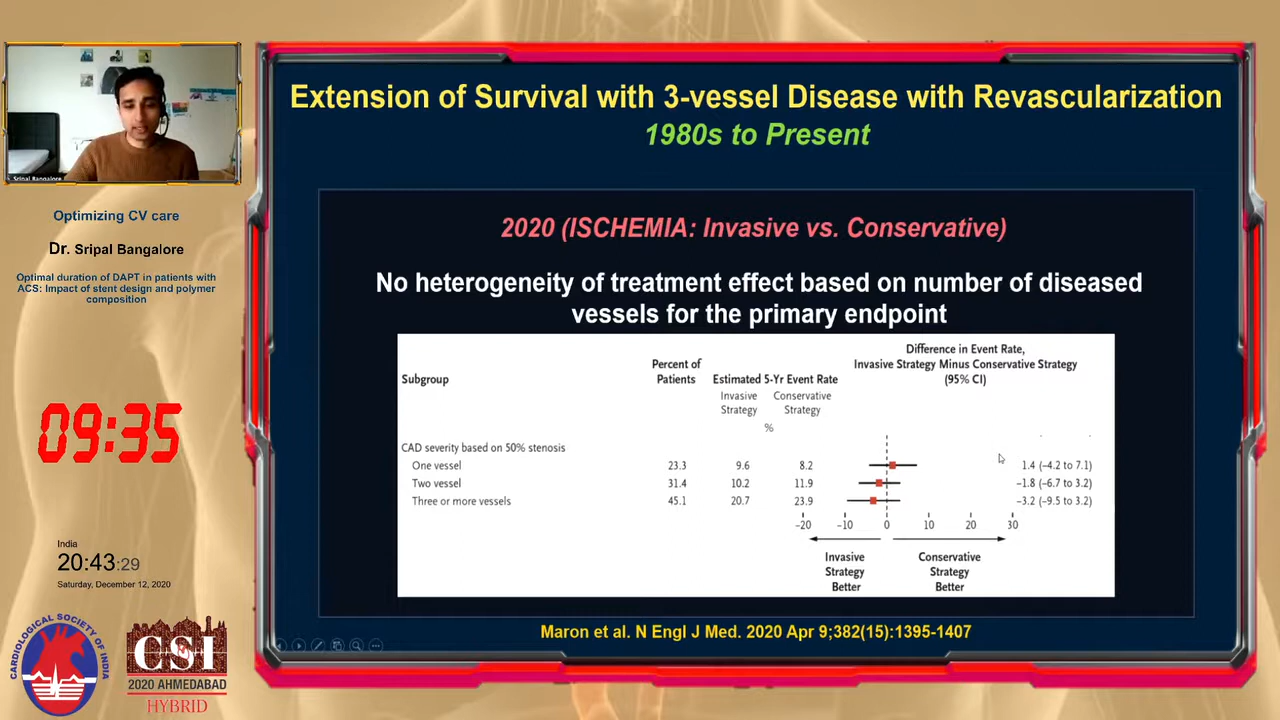 Sripal Bangalore
Optimizing CV care
Dr. Sripal Bangalore
Optimal duration of DAPT in patients with
ACS: Impact of stent design and polymer
composition
09:35
India
20:43:29
Saturday, December 12, 2020
CARDIOLOGICAL SOCIETY OF INDIA
CSI
2020 AHMEDABAD
HYBRID
Extension of Survival with 3-vessel Disease with Revascularization
1980s to Present
2020 (ISCHEMIA: Invasive vs. Conservative)
No heterogeneity of treatment effect based on number of diseased
vessels for the primary endpoint
Subgroup
Percent of
Patients
Estimated 5-Yr Event Rate
Invasive
Strategy
Conservative
Strategy
%
Difference in Event Rate,
Invasive Strategy Minus Conservative Strategy
(95% CI)
CAD severity based on 50% stenosis
One vessel 23.3 9.6 8.2 1.4 (–4.2 to 7.1)
Two vessel 31.4 10.2 11.9 –1.8 (–6.7 to 3.2)
Three or more vessels 45.1 20.7 23.9 –3.2 (–9.5 to 3.2)
–20 –10 0 10 20 30
Invasive
Strategy
Better
Conservative
Strategy
Better
Maron et al. N Engl J Med. 2020 Apr 9;382(15):1395-1407